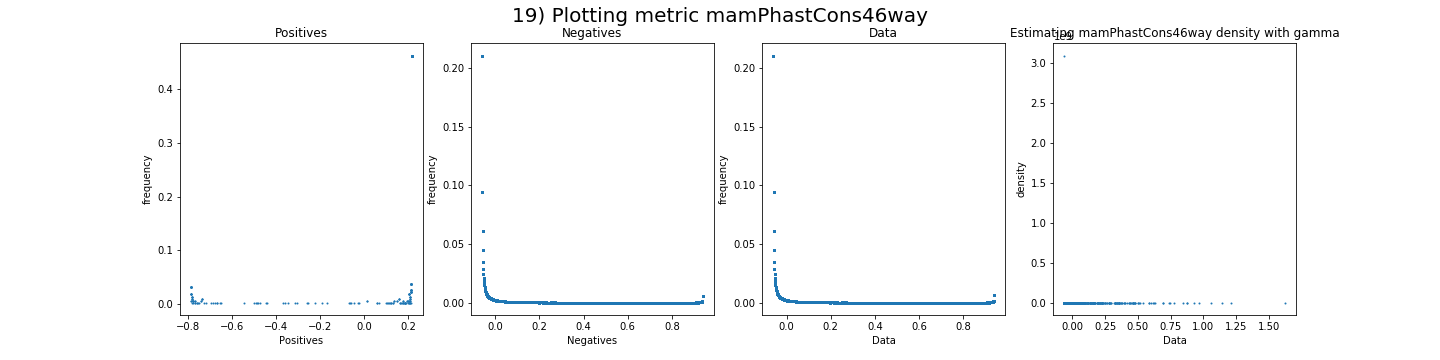 19) Plotting metric mamPhastCons46way
Positives
frequency
0.4
0.3
0.2
0.1
0.0
−0.8 −0.6 −0.4 −0.2 0.0 0.2
Positives
Negatives
frequency
0.20
0.15
0.10
0.05
0.00
0.0 0.2 0.4 0.6 0.8
Negatives
Data
frequency
0.20
0.15
0.10
0.05
0.00
0.0 0.2 0.4 0.6 0.8
Data
Estimating mamPhastCons46way density with gamma
1e9
density
3.0
2.5
2.0
1.5
1.0
0.5
0.0
0.00 0.25 0.50 0.75 1.00 1.25 1.50
Data